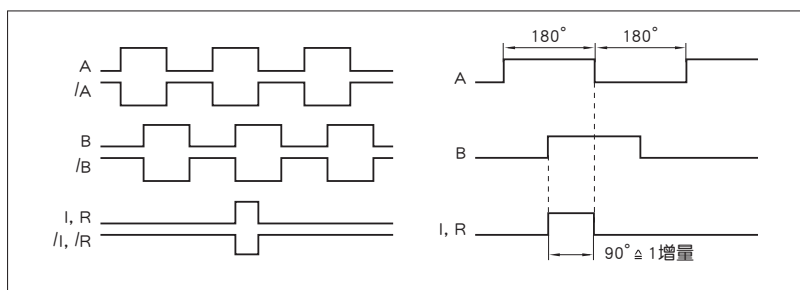 A
/A
B
/B
I, R
/I, /R
180° 180°
A
B
I, R
90° ≙ 1增量